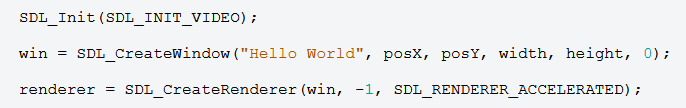 SDL_Init(SDL_INIT_VIDEO);
win = SDL_CreateWindow("Hello World", posX, posY, width, height, 0);
renderer = SDL_CreateRenderer(win, -1, SDL_RENDERER_ACCELERATED);